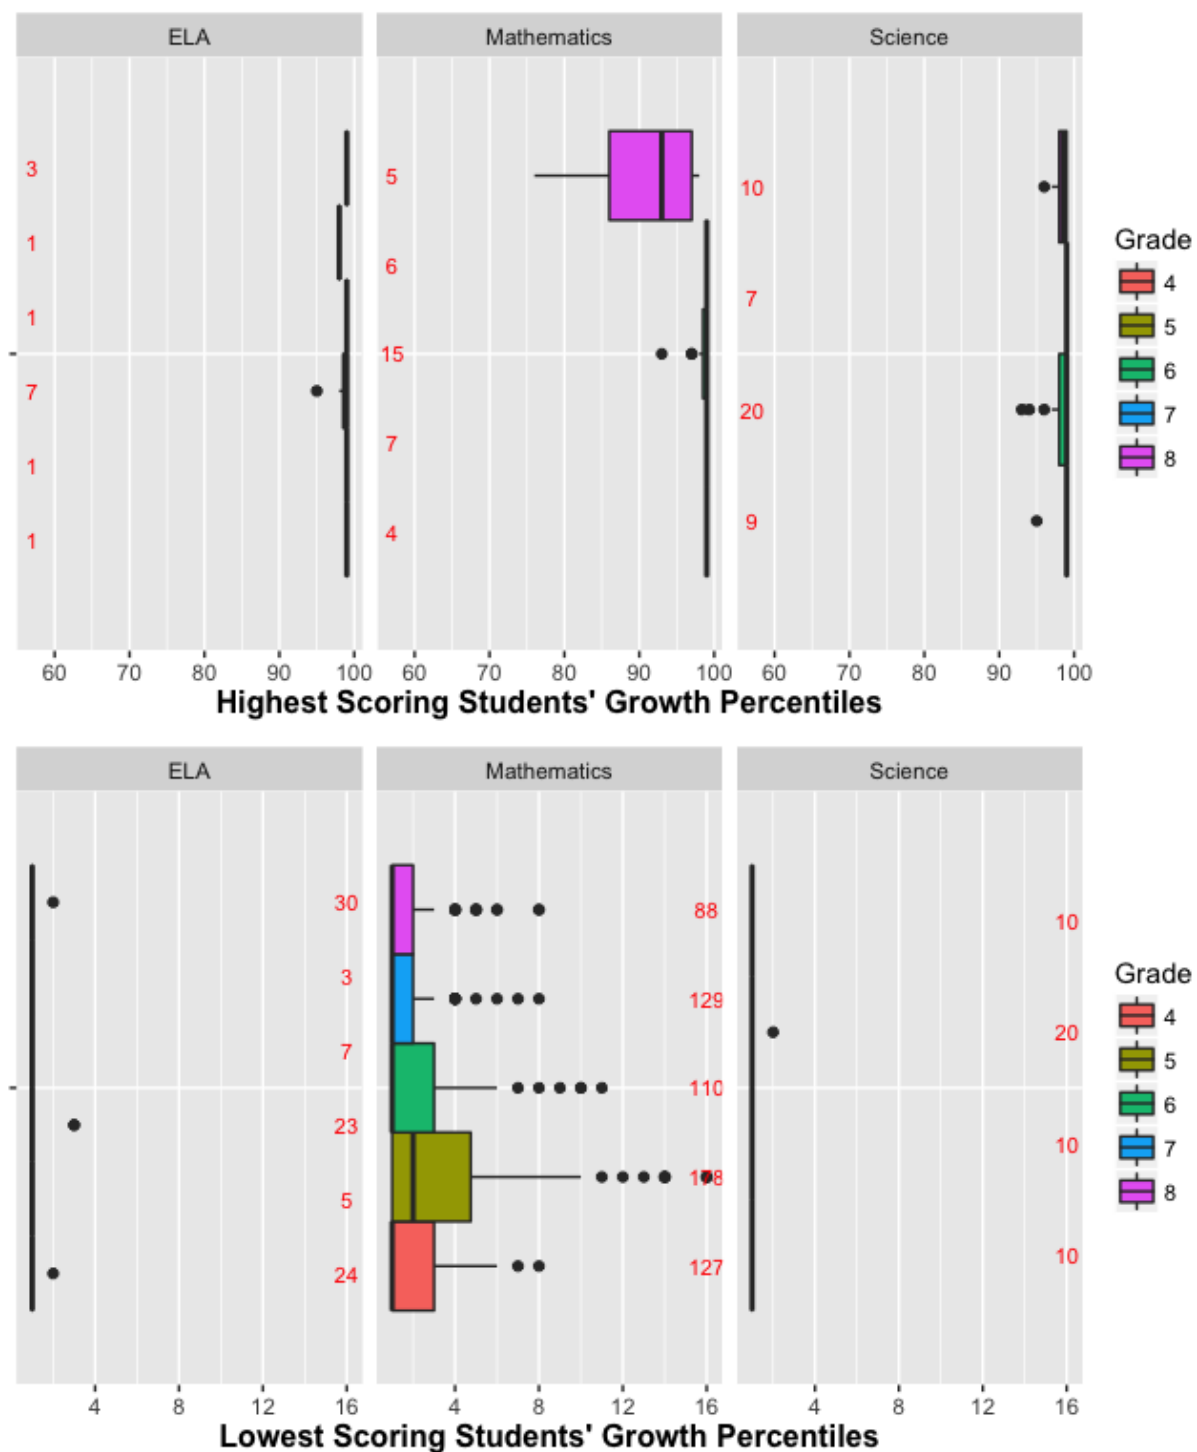 ELA Mathematics Science
3 5 10
1 6 7
1 15 20
7 7 9
1 4
1
60 70 80 90 100 60 70 80 90 100 60 70 80 90 100
Highest Scoring Students' Growth Percentiles
Grade
4
5
6
7
8
ELA Mathematics Science
30 88 10
3 129 20
7 110 10
23 10
5 127
24
4 8 12 16 4 8 12 16 4 8 12 16
Lowest Scoring Students' Growth Percentiles
Grade
4
5
6
7
8